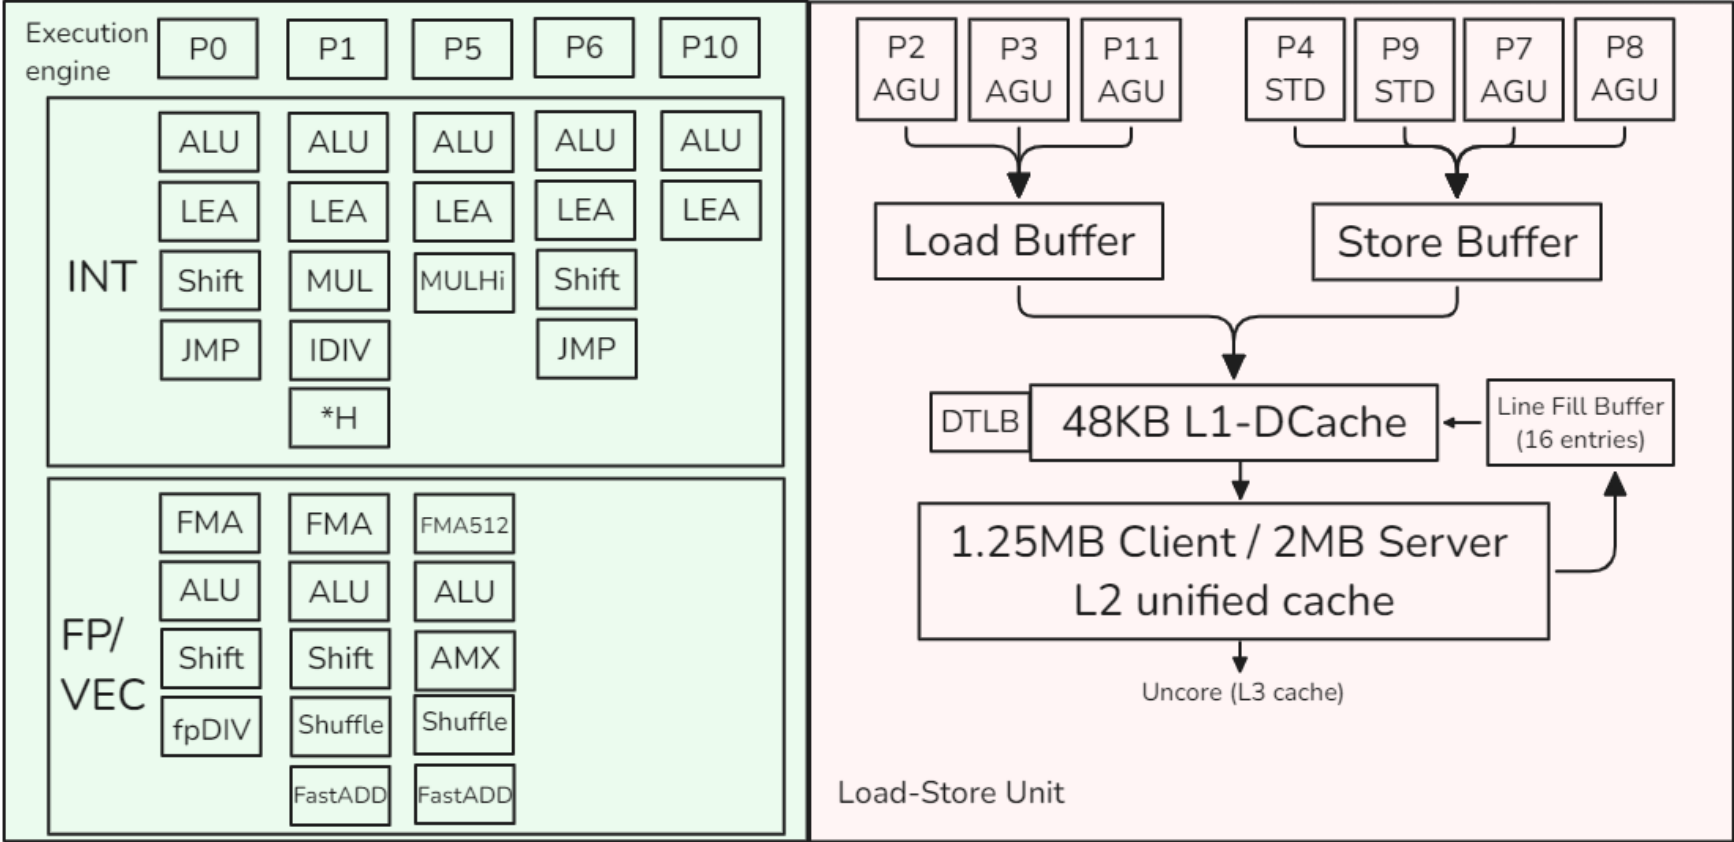 Execution
engine
P0
P1
P5
P6
P10
INT
ALU
ALU
ALU
ALU
ALU
LEA
LEA
LEA
LEA
LEA
Shift
MUL
MULHi
Shift
JMP
IDIV
JMP
*H
FP/
VEC
FMA
FMA
FMA512
ALU
ALU
ALU
Shift
Shift
AMX
fpDIV
Shuffle
Shuffle
FastADD
FastADD
P2
AGU
P3
AGU
P11
AGU
P4
STD
P9
STD
P7
AGU
P8
AGU
Load Buffer
Store Buffer
DTLB
48KB L1-DCache
Line Fill Buffer
(16 entries)
1.25MB Client / 2MB Server
L2 unified cache
Uncore (L3 cache)
Load-Store Unit